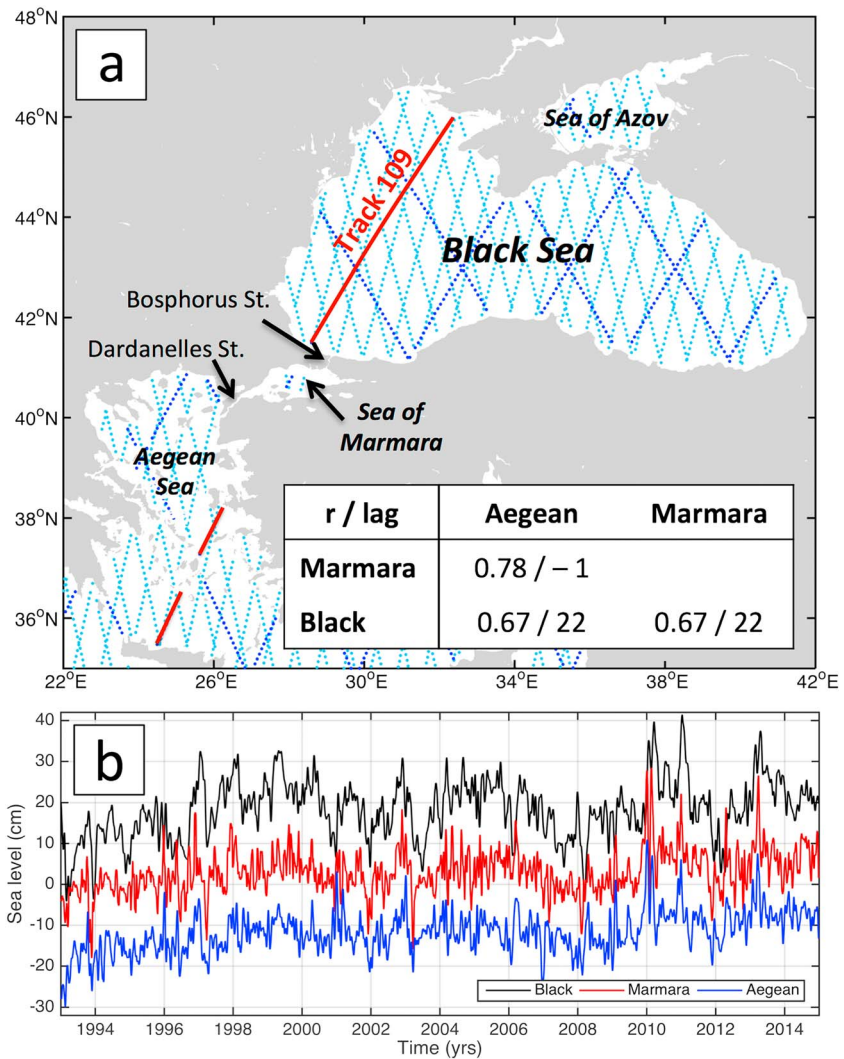 48°N
46°N
44°N
42°N
40°N
38°N
36°N
a
Sea of Azov
Track 109
Black Sea
Bosphorus St.
Dardanelles St.
Sea of
Marmara
Aegean
Sea
r / lag Aegean Marmara
Marmara 0.78 / – 1
Black 0.67 / 22 0.67 / 22
22°E 26°E 30°E 34°E 38°E 42°E
b
Sea level (cm)
40
30
20
10
0
-10
-20
-30
Black Marmara Aegean
1994 1996 1998 2000 2002 2004 2006 2008 2010 2012 2014
Time (yrs)